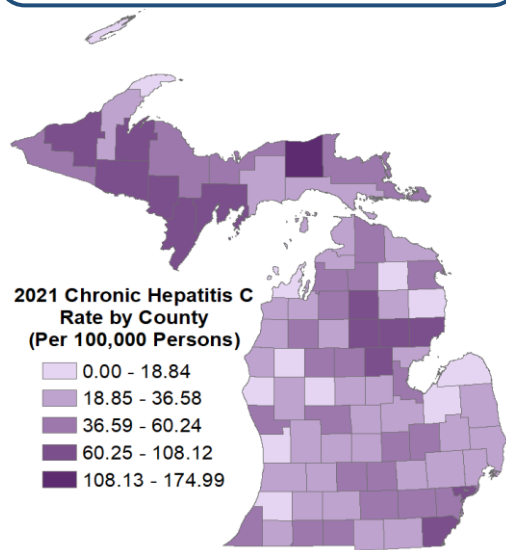 2021 Chronic Hepatitis C
Rate by County
(Per 100,000 Persons)
0.00 - 18.84
18.85 - 36.58
36.59 - 60.24
60.25 - 108.12
108.13 - 174.99